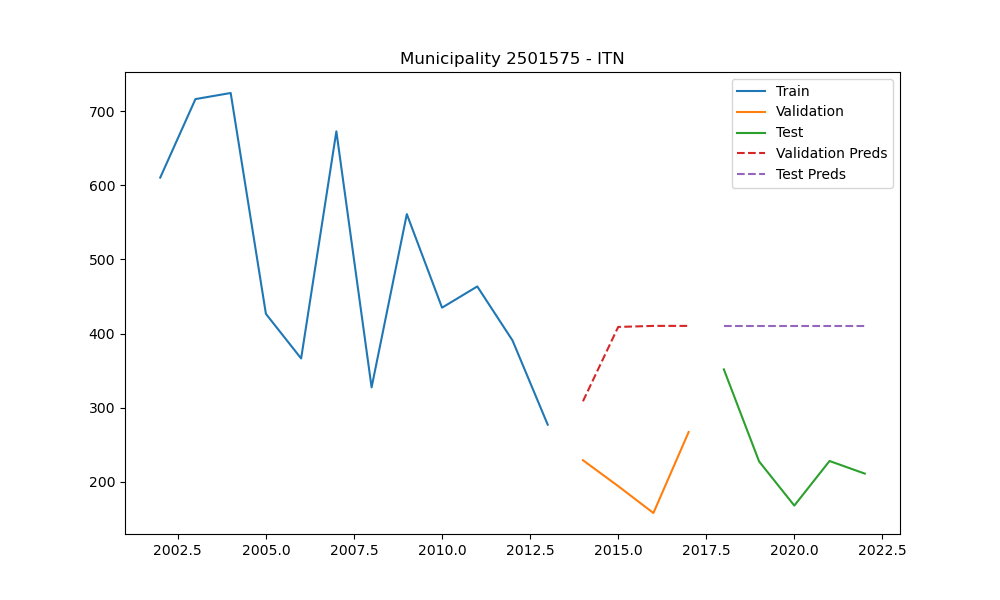 Municipality 2501575 - ITN
Train
Validation
Test
Validation Preds
Test Preds
700
600
500
400
300
200
2002.5 2005.0 2007.5 2010.0 2012.5 2015.0 2017.5 2020.0 2022.5